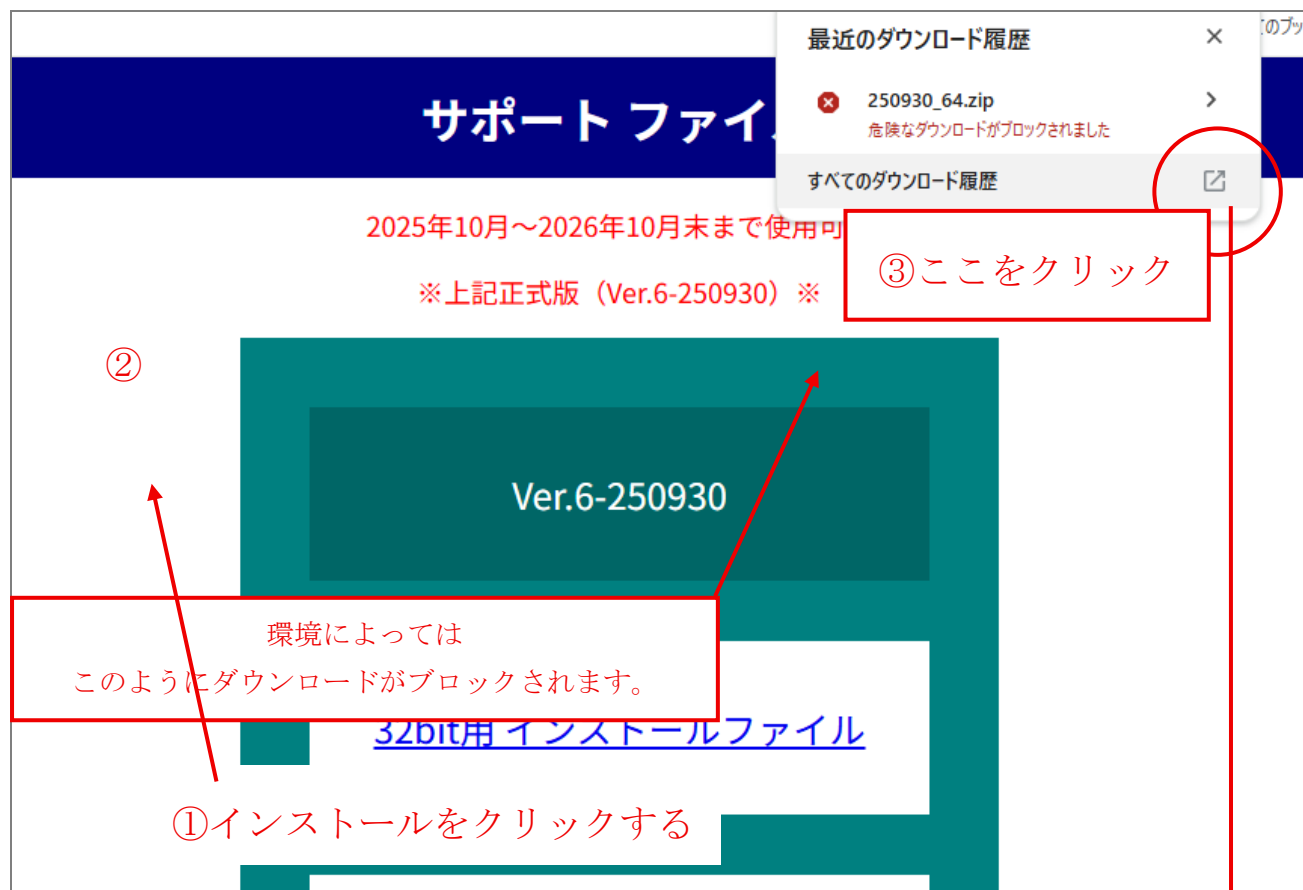 てのブッ
最近のダウンロード履歴
250930_64.zip
危険なダウンロードがブロックされました
すべてのダウンロード履歴
サポート ファイ
2025年10月～2026年10月末まで使用可
③ここをクリック
※上記正式版（Ver.6-250930）※
②
Ver.6-250930
環境によっては
このようにダウンロードがブロックされます。
32bit用 インストールファイル
①インストールをクリックする